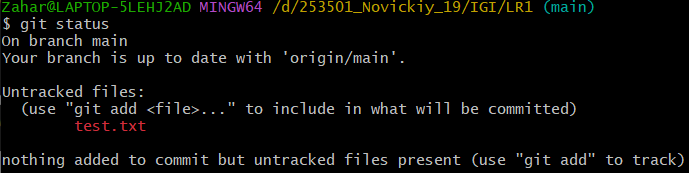 Zahar@LAPTOP-5LEHJ2AD MINGW64 /d/253501_Novickiy_19/IGI/LR1 (main)
$ git status
On branch main
Your branch is up to date with 'origin/main'.

Untracked files:
  (use "git add <file>..." to include in what will be committed)
        test.txt

nothing added to commit but untracked files present (use "git add" to track)